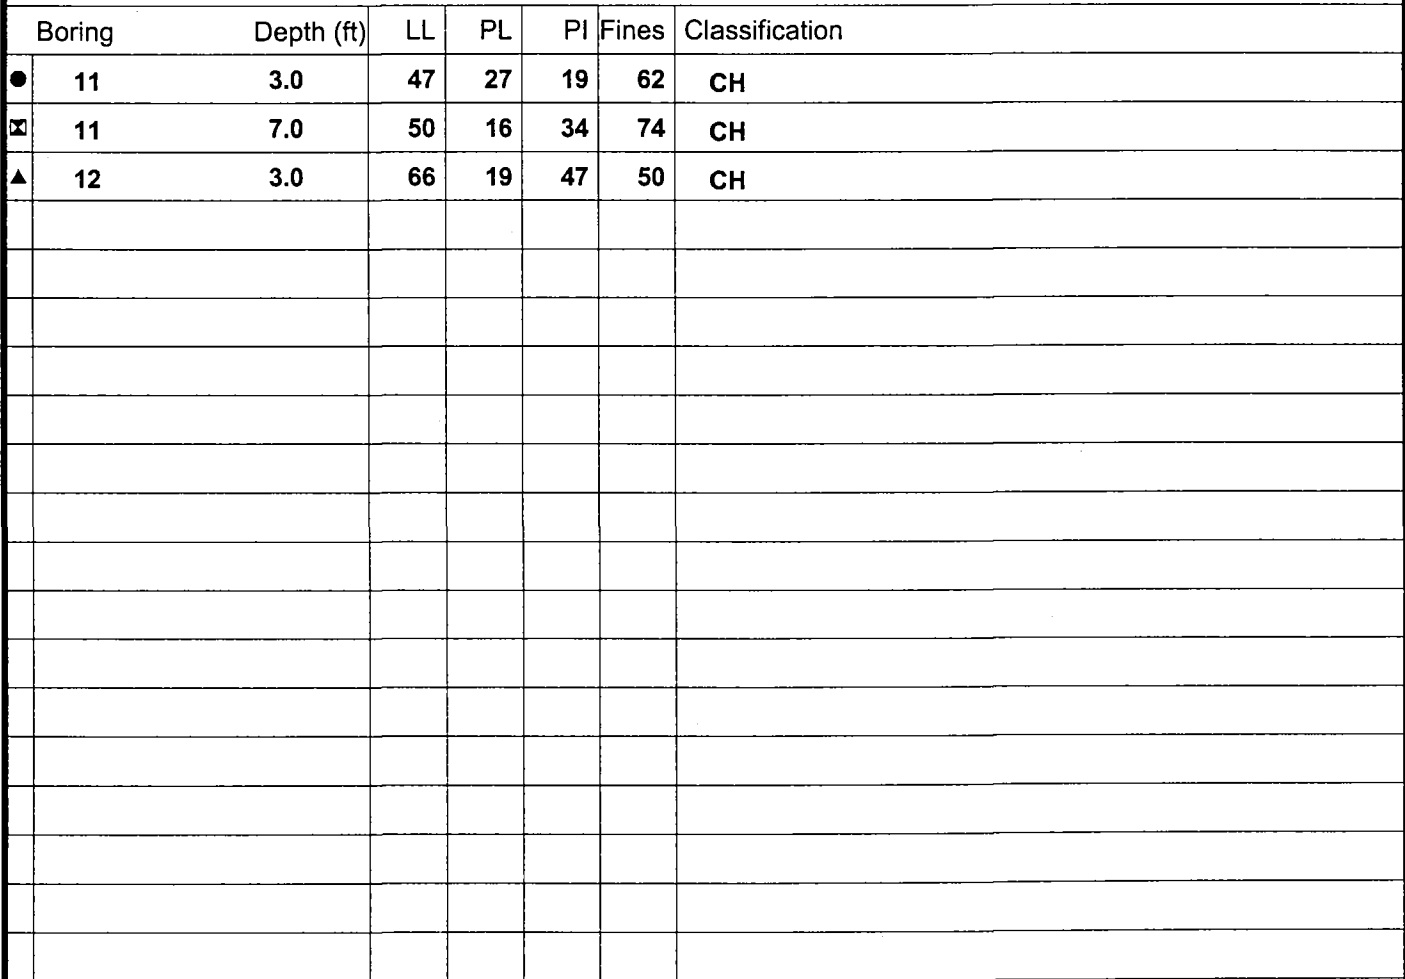 Boring Depth (ft) LL PL PI Fines Classification
11 3.0 47 27 19 62 CH
11 7.0 50 16 34 74 CH
12 3.0 66 19 47 50 CH